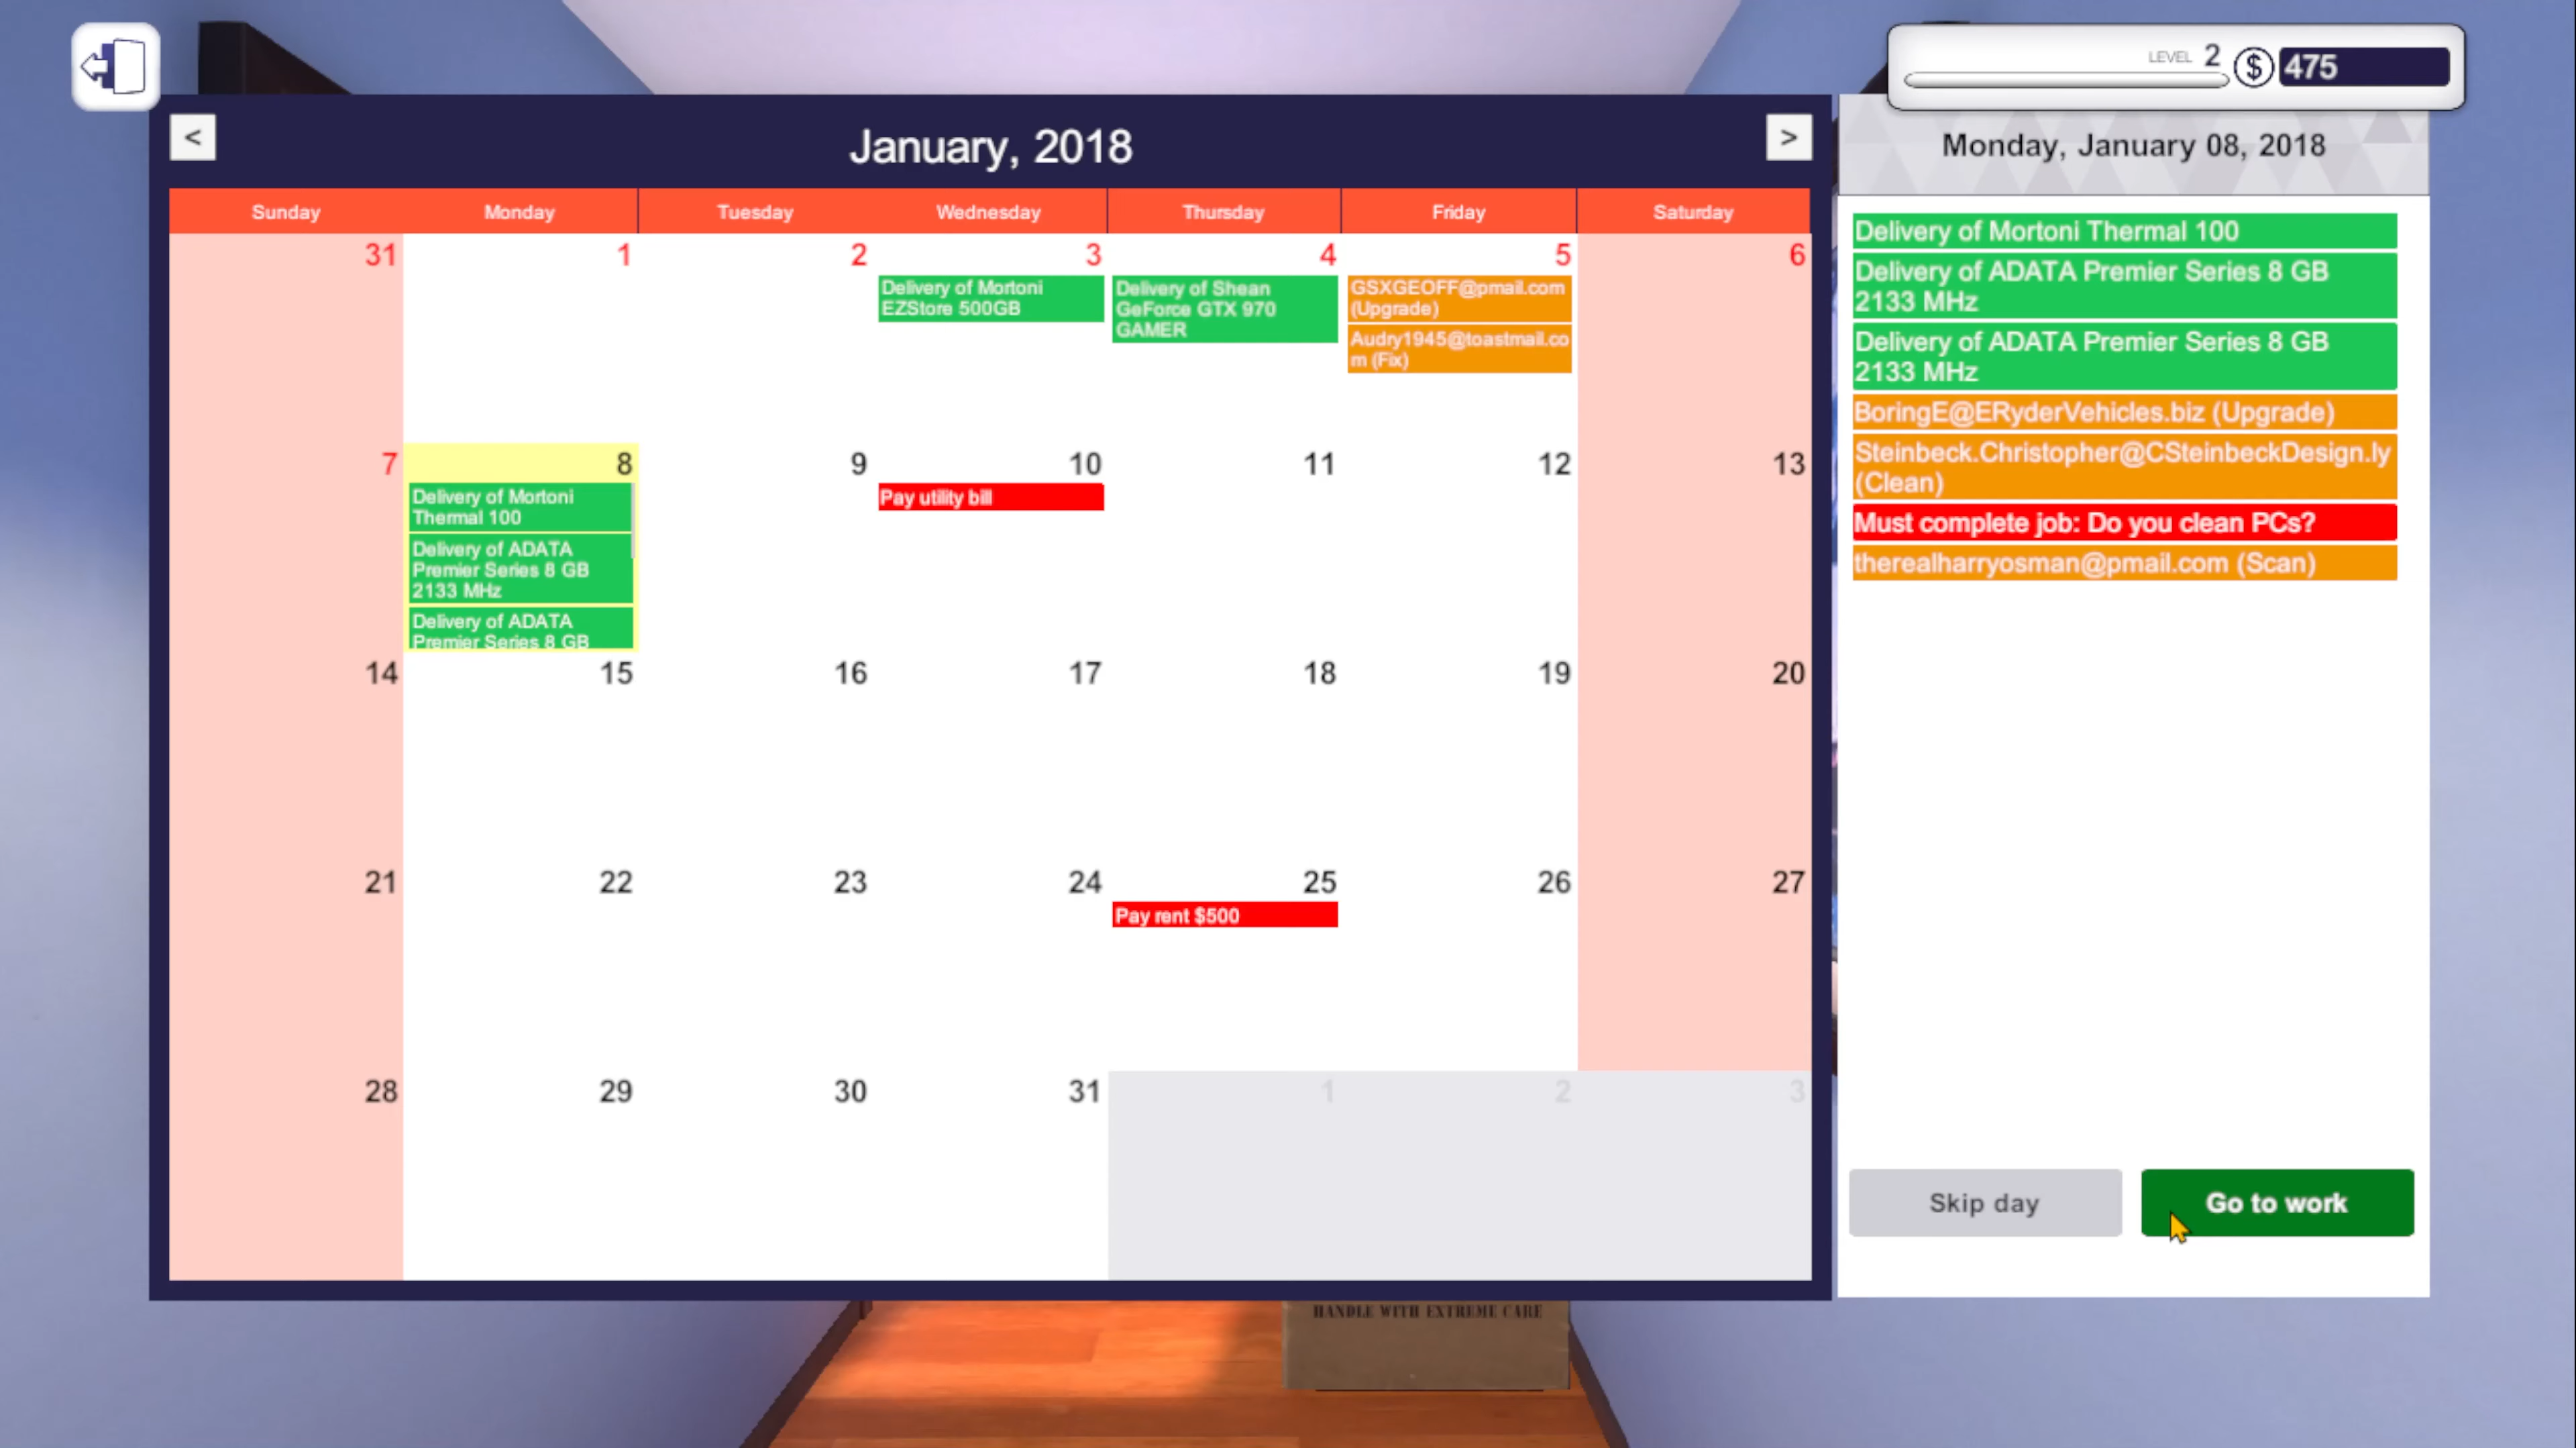 LEVEL 2 $ 475
< January, 2018 >
Monday, January 08, 2018
Sunday Monday Tuesday Wednesday Thursday Friday Saturday
31 1 2 3 4 5 6
Delivery of Mortoni
EZStore 500GB
Delivery of Shean
GeForce GTX 970
GAMER
GSXGEOFF@pmail.com
(Upgrade)
Audry1945@toastmail.co
m (Fix)
7 8 9 10 11 12 13
Delivery of Mortoni
Thermal 100
Delivery of ADATA
Premier Series 8 GB
2133 MHz
Delivery of ADATA
Premier Series 8 GB
Pay utility bill
14 15 16 17 18 19 20
21 22 23 24 25 26 27
Pay rent $500
28 29 30 31 1 2 3
Delivery of Mortoni Thermal 100
Delivery of ADATA Premier Series 8 GB
2133 MHz
Delivery of ADATA Premier Series 8 GB
2133 MHz
BoringE@ERyderVehicles.biz (Upgrade)
Steinbeck.Christopher@CSteinbeckDesign.ly
(Clean)
Must complete job: Do you clean PCs?
therealharryosman@pmail.com (Scan)
Skip day Go to work
HANDLE WITH EXTREME CARE